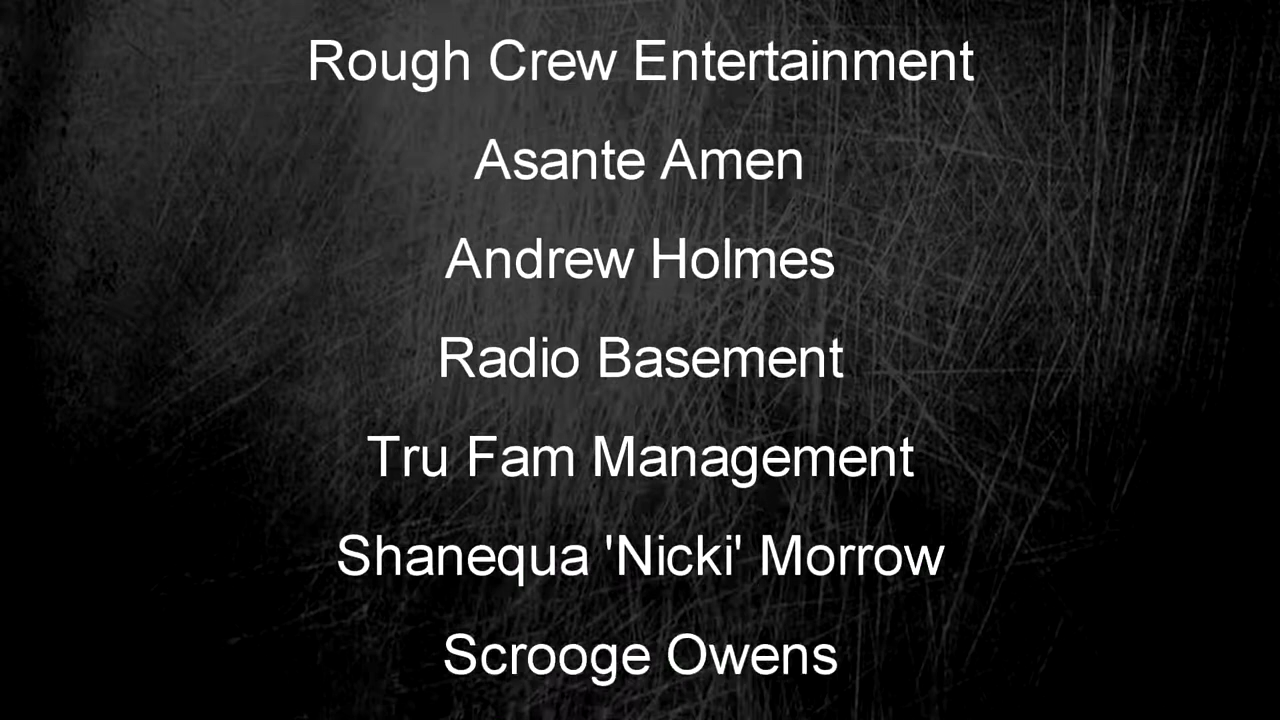 Rough Crew Entertainment
Asante Amen
Andrew Holmes
Radio Basement
Tru Fam Management
Shanequa 'Nicki' Morrow
Scrooge Owens